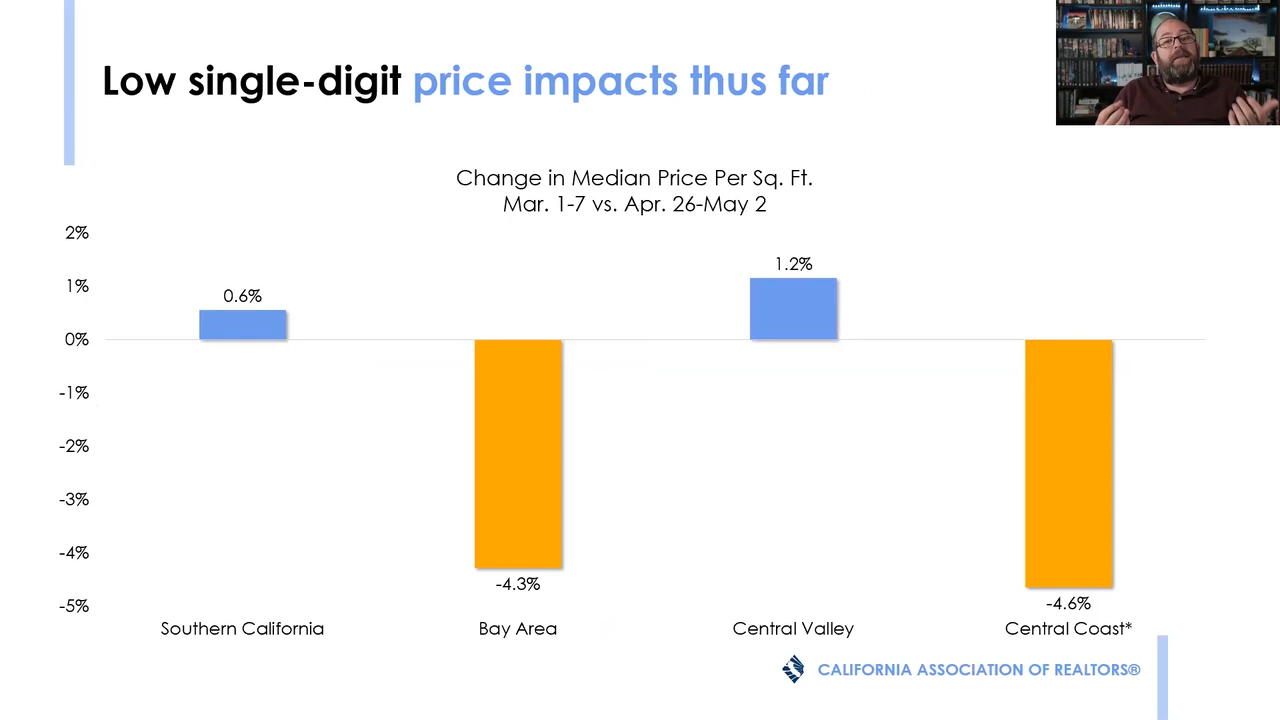 Low single-digit price impacts thus far
Change in Median Price Per Sq. Ft.
Mar. 1-7 vs. Apr. 26-May 2
2%
1%
0%
-1%
-2%
-3%
-4%
-5%
0.6%
-4.3%
1.2%
-4.6%
Southern California
Bay Area
Central Valley
Central Coast*
CALIFORNIA ASSOCIATION OF REALTORS®